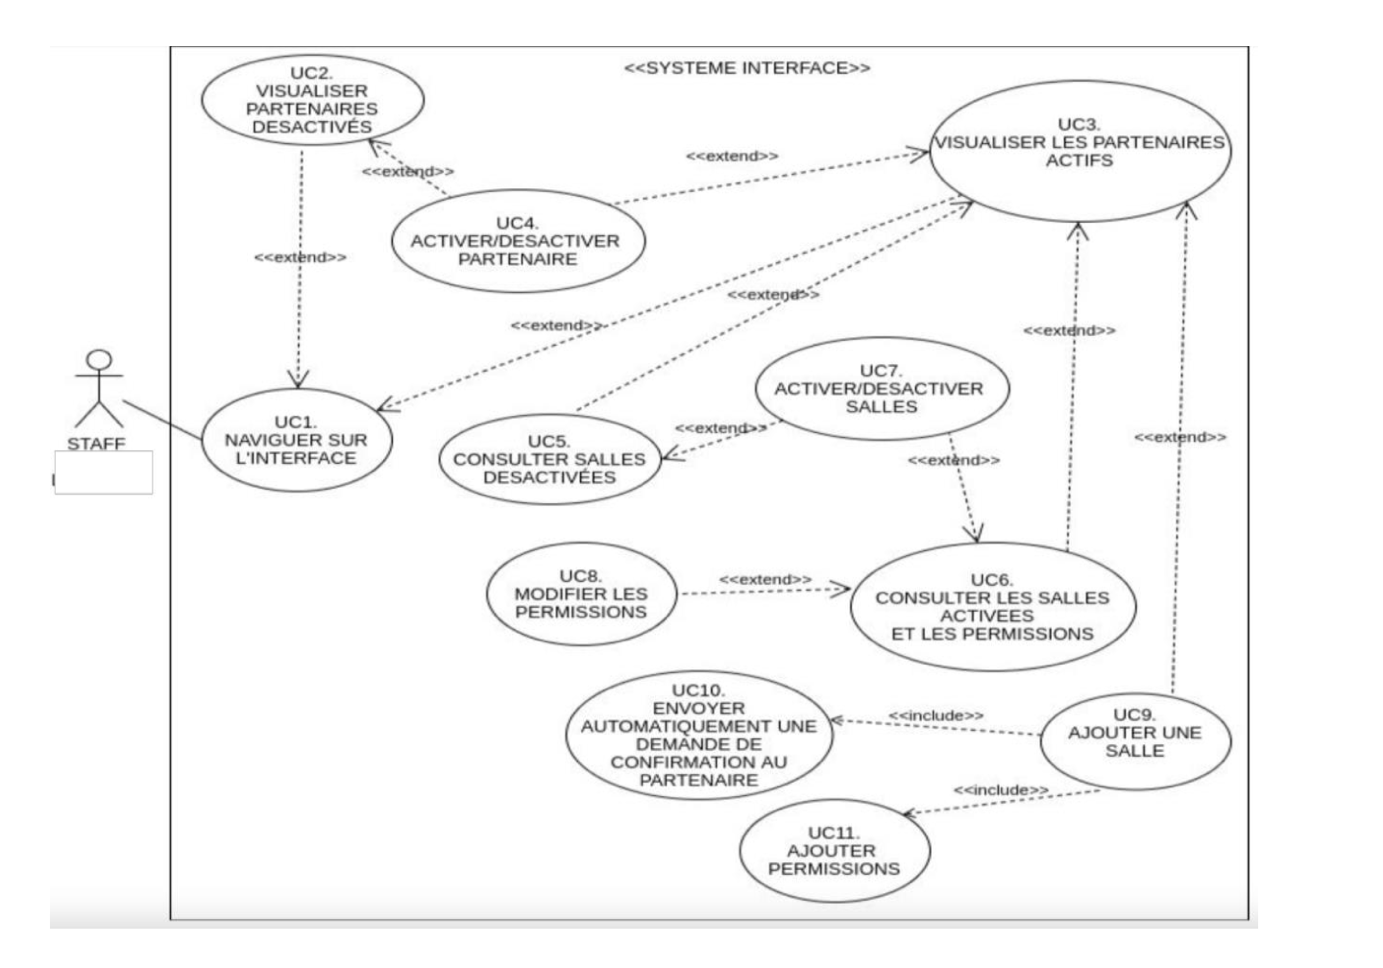 <<SYSTEME INTERFACE>>
UC2.
VISUALISER
PARTENAIRES
DESACTIVÉS
UC3.
VISUALISER LES PARTENAIRES
ACTIFS
<<extend>>
<<extend>>
UC4.
ACTIVER/DESACTIVER
PARTENAIRE
<<extend>>
<<extend>>
<<extend>>
<<extend>>
UC7.
ACTIVER/DESACTIVER
SALLES
STAFF
UC1.
NAVIGUER SUR
L'INTERFACE
UC5.
CONSULTER SALLES
DESACTIVÉES
<<extend>>
<<extend>>
<<extend>>
UC8.
MODIFIER LES
PERMISSIONS
<<extend>>
UC6.
CONSULTER LES SALLES
ACTIVEES
ET LES PERMISSIONS
UC10.
ENVOYER
AUTOMATIQUEMENT UNE
DEMANDE DE
CONFIRMATION AU
PARTENAIRE
<<include>>
UC9.
AJOUTER UNE
SALLE
<<include>>
UC11.
AJOUTER
PERMISSIONS